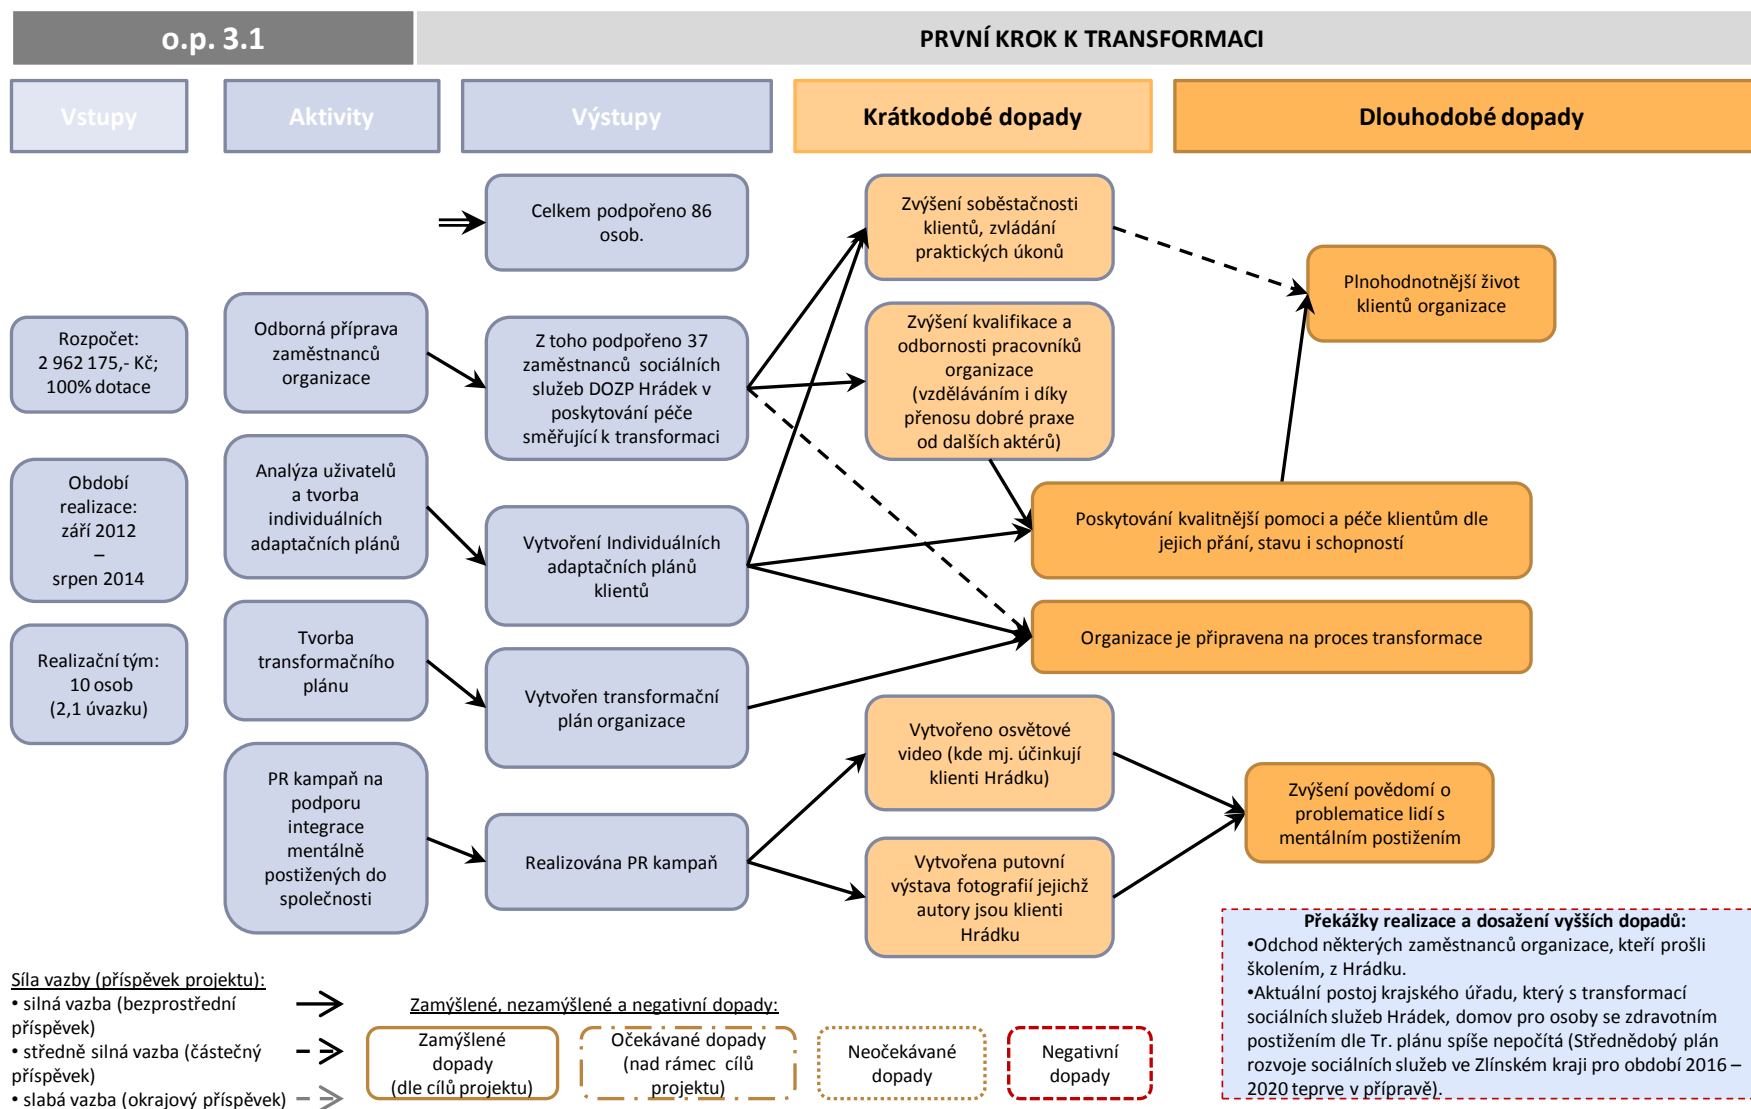 o.p. 3.1
PRVNÍ KROK K TRANSFORMACI
Vstupy
Aktivity
Výstupy
Krátkodobé dopady
Dlouhodobé dopady
Rozpočet:
2 962 175,- Kč;
100% dotace
Období
realizace:
září 2012
–
srpen 2014
Realizační tým:
10 osob
(2,1 úvazku)
Odborná příprava
zaměstnanců
organizace
Analýza uživatelů
a tvorba
individuálních
adaptačních plánů
Tvorba
transformačního
plánu
PR kampaň na
podporu
integrace
mentálně
postižených do
společnosti
Celkem podpořeno 86
osob.
Z toho podpořeno 37
zaměstnanců sociálních
služeb DOZP Hrádek v
poskytování péče
směřující k transformaci
Vytvoření Individuálních
adaptačních plánů
klientů
Vytvořen transformační
plán organizace
Realizována PR kampaň
Zvýšení soběstačnosti
klientů, zvládání
praktických úkonů
Zvýšení kvalifikace a
odbornosti pracovníků
organizace
(vzděláváním i díky
přenosu dobré praxe
od dalších aktérů)
Vytvořeno osvětové
video (kde mj. účinkují
klienti Hrádku)
Vytvořena putovní
výstava fotografií jejichž
autory jsou klienti
Hrádku
Plnohodnotnější život
klientů organizace
Poskytování kvalitnější pomoci a péče klientům dle
jejich přání, stavu i schopností
Organizace je připravena na proces transformace
Zvýšení povědomí o
problematice lidí s
mentálním postižením
Překážky realizace a dosažení vyšších dopadů:
•Odchod některých zaměstnanců organizace, kteří prošli
školením, z Hrádku.
•Aktuální postoj krajského úřadu, který s transformací
sociálních služeb Hrádek, domov pro osoby se zdravotním
postižením dle Tr. plánu spíše nepočítá (Střednědobý plán
rozvoje sociálních služeb ve Zlínském kraji pro období 2016 –
2020 teprve v přípravě).
Síla vazby (příspěvek projektu):
• silná vazba (bezprostřední
příspěvek)
• středně silná vazba (částečný
příspěvek)
• slabá vazba (okrajový příspěvek)
Zamýšlené, nezamýšlené a negativní dopady:
Zamýšlené
dopady
(dle cílů projektu)
Očekávané dopady
(nad rámec cílů
projektu)
Neočekávané
dopady
Negativní
dopady